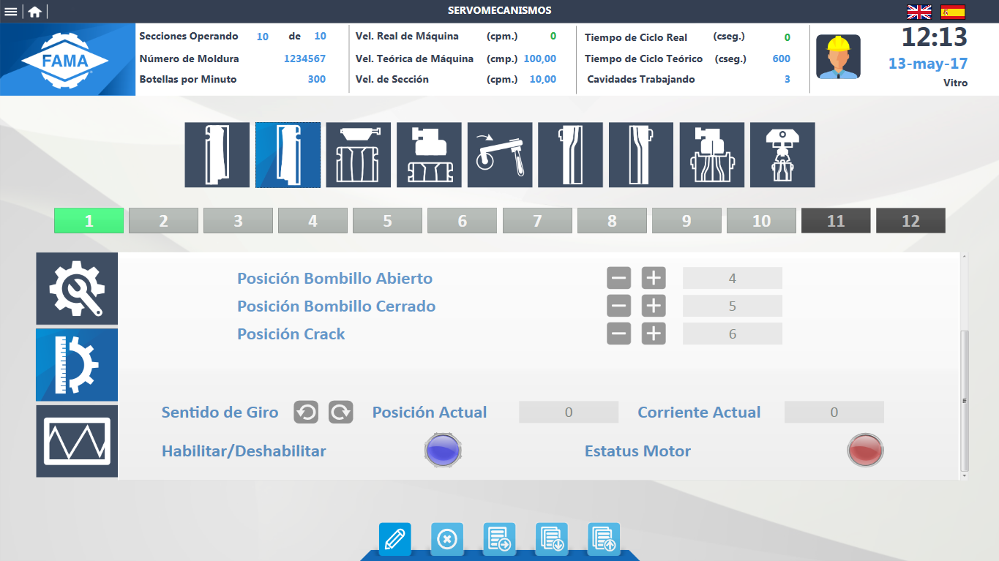 SERVOMECANISMOS
FAMA
Secciones Operando 10 de 10
Número de Moldura 1234567
Botellas por Minuto 300
Vel. Real de Máquina (cpm.) 0
Vel. Teórica de Máquina (cmp.) 100,00
Vel. de Sección (cpm.) 10,00
Tiempo de Ciclo Real (cseg.) 0
Tiempo de Ciclo Teórico (cseg.) 600
Cavidades Trabajando 3
12:13
13-may-17
Vitro
1 2 3 4 5 6 7 8 9 10 11 12
Posición Bombillo Abierto 4
Posición Bombillo Cerrado 5
Posición Crack 6
Sentido de Giro Posición Actual 0 Corriente Actual 0
Habilitar/Deshabilitar Estatus Motor